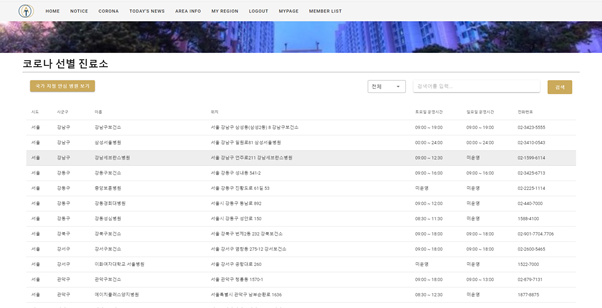 HOME NOTICE CORONA TODAY'S NEWS AREA INFO MY REGION LOGOUT MYPAGE MEMBER LIST
코로나 선별 진료소
전체 검색어를 입력... 검색
시도 시군구 이름 위치 토요일 운영시간 일요일 운영시간 전화번호
서울 강남구 강남구보건소 서울 강남구 삼성동(삼성2동) 8 강남구보건소 09:00 ~ 19:00 09:00 ~ 19:00 02-3423-5555
서울 강남구 삼성서울병원 서울 강남구 일원로81 삼성서울병원 00:00 ~ 24:00 00:00 ~ 24:00 02-3410-0540
서울 강남구 강남세브란스병원 서울 강남구 언주로211 강남세브란스병원 09:00 ~ 12:30 미운영 02-1599-6114
서울 강동구 강동구보건소 서울 강동구 성내동 541-2 09:00 ~ 16:00 09:00 ~ 16:00 02-3425-6713
서울 강동구 중앙보훈병원 서울 강동구 진황도로 61길 53 미운영 미운영 02-2225-1114
서울 강동구 강동경희대병원 서울시 강동구 동남로 892 09:00 ~ 12:00 미운영 02-440-7000
서울 강동구 강동성심병원 서울시 강동구 성안로 150 08:30 ~ 11:30 미운영 1588-4100
서울 강북구 강북구보건소 서울 강북구 번제2동 232 강북보건소 09:00 ~ 18:00 09:00 ~ 18:00 02-901-7704,7706
서울 강서구 강서구보건소 서울 강서구 염창동 275-12 강서보건소 09:00 ~ 18:00 09:00 ~ 18:00 02-2600-5465
서울 강서구 이화여자대학교 서울병원 서울 강서구 공항대로 260 미운영 미운영 1522-7000
서울 관악구 관악구보건소 서울 관악구 청룡동 1570-1 09:00 ~ 18:00 09:00 ~ 13:00 02-879-7131
서울 관악구 에이치플러스양지병원 서울특별시 관악구 남부순환로 1636 08:30 ~ 12:30 미운영 1877-8875